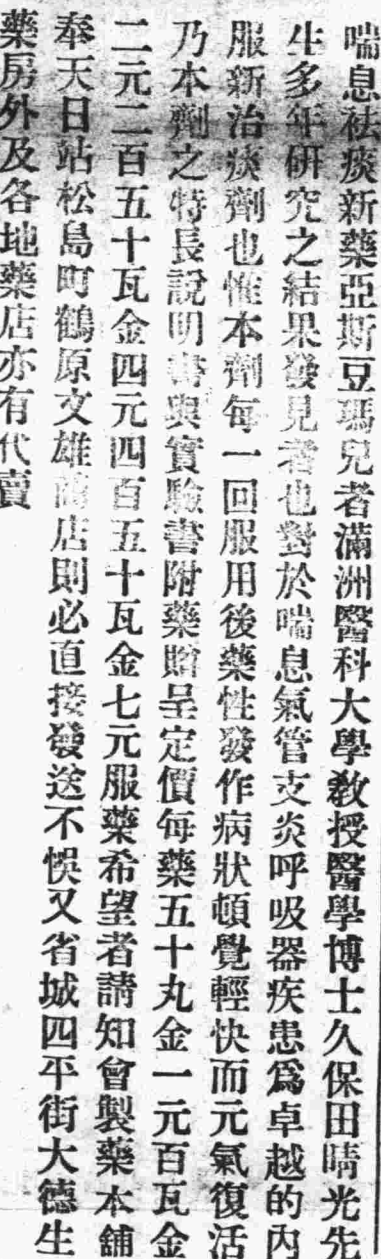 喘息祛痰新藥亞斯豆瑪兒者滿洲醫科大學教授醫學博士久保田晴光先
生多年研究之結果發見者也對於喘息氣管支炎呼吸器疾患爲卓越的內
服新治痰劑也惟本劑每一回服用後藥性發作病狀頓覺輕快而元氣復活
乃本劑之特長說明書與實驗書附藥贈呈定價每藥五十丸金一元百瓦金
二元二百五十瓦金四元四百五十瓦金七元服藥希望者請知會製藥本舖
奉天日站松島町鶴原文雄商店則必直接發送不悞又省城四平街大德生
藥房外及各地藥店亦有代賣